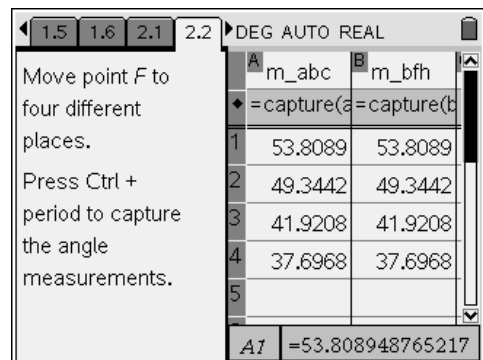 1.5 1.6 2.1 2.2 DEG AUTO REAL
Move point F to
four different
places.
Press Ctrl +
period to capture
the angle
measurements.
A m_abc B m_bfh
◆ =capture(a =capture(b
1 53.8089 53.8089
2 49.3442 49.3442
3 41.9208 41.9208
4 37.6968 37.6968
5
A1 =53.808948765217